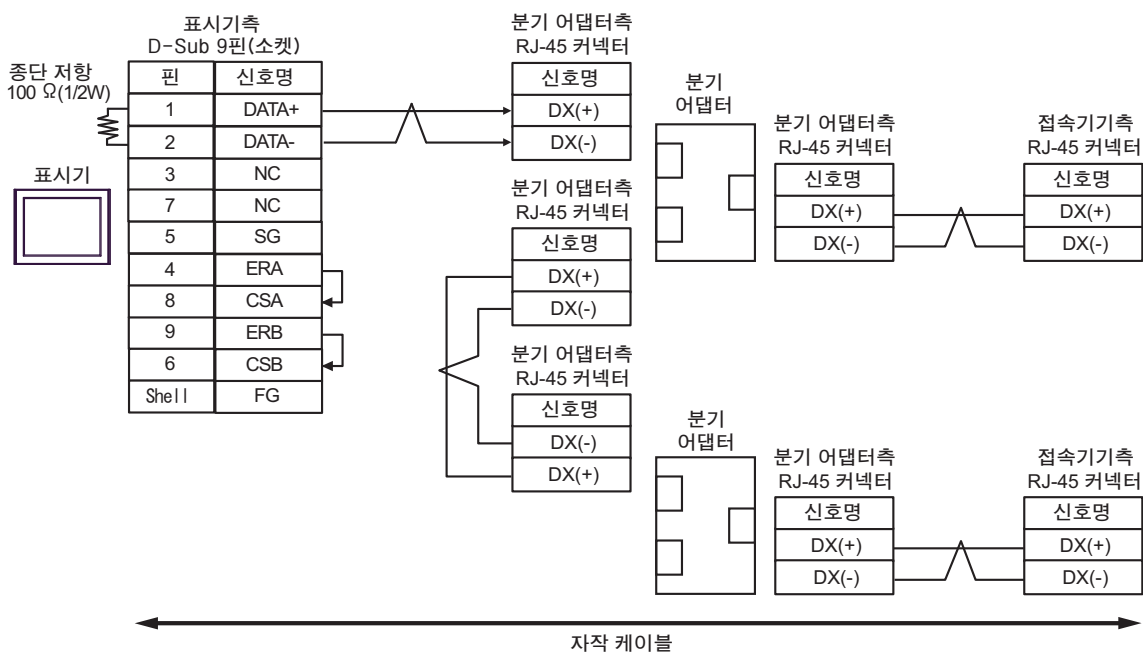 표시기측
D-Sub 9핀(소켓)
종단 저항
100 Ω(1/2W)
핀 신호명
1 DATA+
2 DATA-
3 NC
7 NC
5 SG
4 ERA
8 CSA
9 ERB
6 CSB
Shell FG
표시기
분기 어댑터측
RJ-45 커넥터
신호명
DX(+)
DX(-)
분기 어댑터측
RJ-45 커넥터
신호명
DX(+)
DX(-)
분기 어댑터측
RJ-45 커넥터
신호명
DX(-)
DX(+)
분기
어댑터
분기 어댑터측
RJ-45 커넥터
신호명
DX(+)
DX(-)
접속기기측
RJ-45 커넥터
신호명
DX(+)
DX(-)
분기
어댑터
분기 어댑터측
RJ-45 커넥터
신호명
DX(+)
DX(-)
접속기기측
RJ-45 커넥터
신호명
DX(+)
DX(-)
자작 케이블